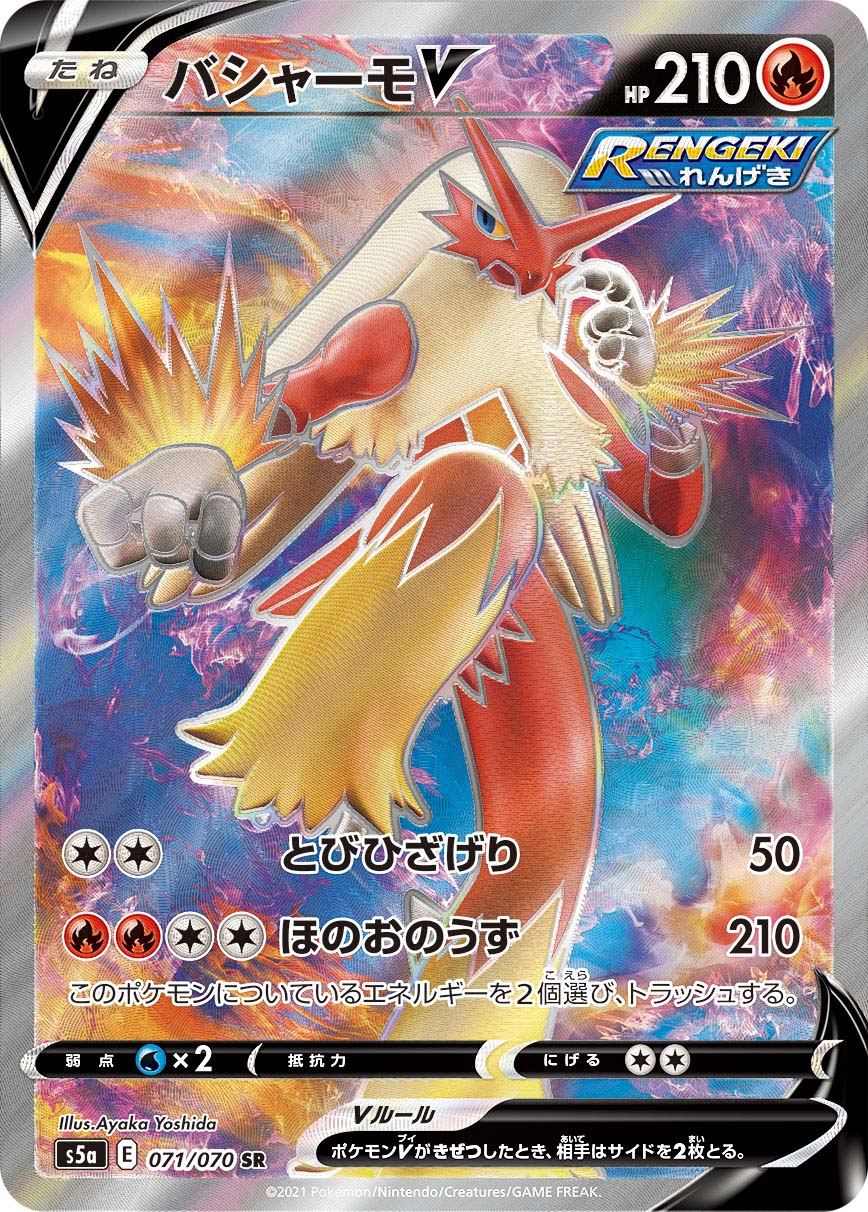 たね バシャーモV HP210
RENGEKI
れんげき
とびひざげり 50
ほのおのうず 210
このポケモンについているエネルギーを2個選び、トラッシュする。
弱点 ×2 抵抗力 にげる
Vルール
ポケモンVがきぜつしたとき、相手はサイドを2枚とる。
Illus.Ayaka Yoshida
s5a E 071/070 SR
©2021 Pokémon/Nintendo/Creatures/GAME FREAK.